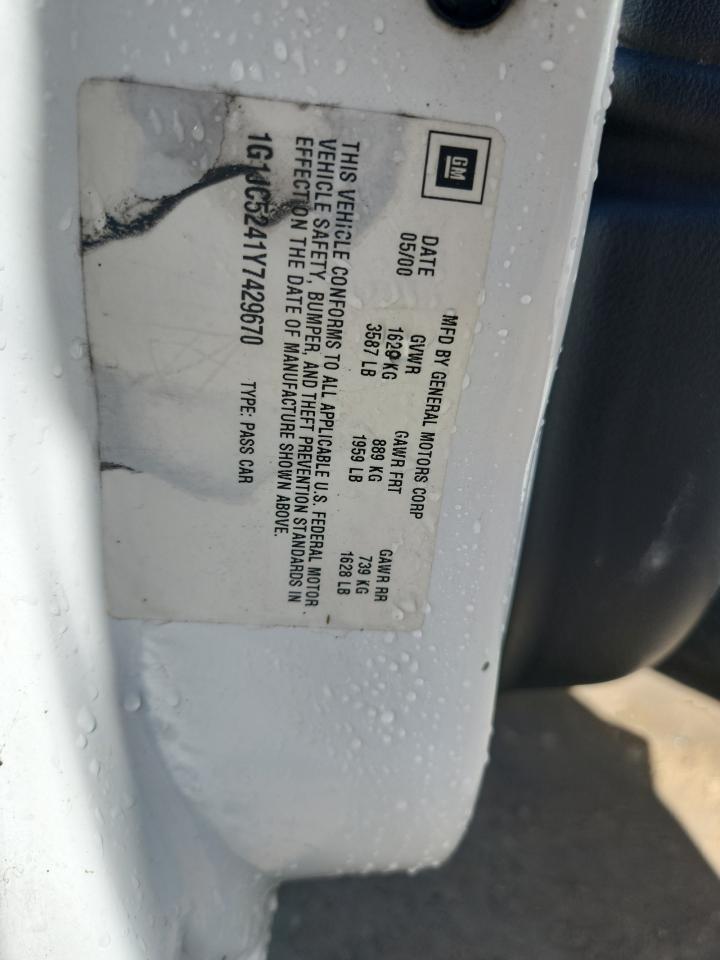 GM
MFD BY GENERAL MOTORS CORP
DATE GVWR GAWR FRT GAWR RR
05/00 1629 KG 889 KG 739 KG
3587 LB 1959 LB 1628 LB
THIS VEHICLE CONFORMS TO ALL APPLICABLE U.S. FEDERAL MOTOR
VEHICLE SAFETY, BUMPER, AND THEFT PREVENTION STANDARDS IN
EFFECT ON THE DATE OF MANUFACTURE SHOWN ABOVE.
1G1JC5241Y7429670 TYPE: PASS CAR